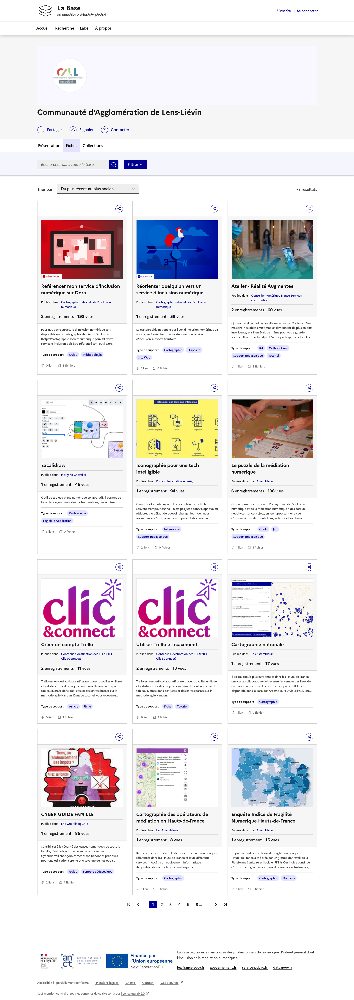 La Base
du numérique d'intérêt général
S'inscrire
Se connecter
Accueil
Recherche
Label
À propos
CALL
communauté d'Agglomération
Lens-Liévin
Communauté d'Agglomération de Lens-Liévin
Partager
Signaler
Contacter
Présentation
Fiches
Collections
Rechercher dans toute la base
Filtrer
Trier par
Du plus récent au plus ancien
75 résultats
RÉFÉRENCER
Référencer mon service d'inclusion
numérique sur Dora
Publiée dans Cartographie nationale de l'inclusion
numérique
2 enregistrements 193 vues
Pour que votre structure d'inclusion numérique soit
disponible sur la cartographie des lieux d'inclusion
(https://cartographie.societenumerique.gouv.fr), votre
service d'inclusion doit être référencé sur l'outil Dora
Type de support Guide Méthodologie
0 lien 8 fichiers
ORIENTER
Réorienter quelqu'un vers un
service d'inclusion numérique
Publiée dans Cartographie nationale de l'inclusion
numérique
1 enregistrement 58 vues
La cartographie nationale des lieux d'inclusion numérique va
vous aider à orienter un utilisateur vers un service
d'inclusion sur votre territoire
Type de support Cartographie Dispositif
Site Web
1 lien 0 fichier
Atelier - Réalité Augmentée
Publiée dans Conseiller numérique France Services -
contributions
2 enregistrements 60 vues
Qui n'a pas déjà parlé à Siri, Alexa ou encore Cortana ? Nos
maisons, nos objets multimédias deviennent de plus en plus
intelligents, et s'il en était de même pour votre gourde,
votre cuillère ou votre stylo ? Venez participer à cet atelier...
Type de support Kit Méthodologie
Support pédagogique Tutoriel
1 lien 3 fichiers
Server A
443
Excalidraw
Publiée dans Morgane Chevalier
1 enregistrement 45 vues
Outil de tableau blanc numérique collaboratif. Il permet de
faire des diagrammes, des cartes mentales, des schémas...
Type de support Code source
Logiciel / Application
3 liens 0 fichier
Pictos pour une tech plus intelligible
Quantum Computing
Cloud
Algorithm
Quantum Computing - Qubit
Cookie
Algorithm - Algorithmic bias
Iconographie pour une tech
intelligible
Publiée dans Praticable - studio de design
1 enregistrement 94 vues
Cloud, cookie, intelligent... le vocabulaire de la tech est
souvent trompeur quand il n'est pas juste confus, opaque ou
réducteur. À défaut de pouvoir changer les mots, nous
avons essayé d'en changer leur représentation avec une...
Type de support Infographie
Support pédagogique
2 liens 0 fichier
Le puzzle de la médiation
numérique
Publiée dans Les Assembleurs
6 enregistrements 136 vues
Ce jeu permet de présenter l'écosystème de l'inclusion
numérique et de la médiation numérique à des acteurs
néophytes sur ces sujets, en leur apportant une vue
d'ensemble des différents lieux, acteurs, et solutions ou...
Type de support Guide Jeu
Support pédagogique
1 lien 1 fichier
clic
&connect
Créer un compte Trello
Publiée dans Contenus à destination des TPE/PME (
Clic&Connect)
2 enregistrements 11 vues
Trello est un outil collaboratif gratuit pour travailler en ligne
et à distance sur des projets communs. Ils sont gérés par des
tableaux, créés dans des listes et des cartes basées sur la
méthode agile Kanban. Dans ce tutoriel, vous trouverez...
Type de support Article Fiche
0 lien 1 fichier
clic
&connect
Utiliser Trello efficacement
Publiée dans Contenus à destination des TPE/PME (
Clic&Connect)
2 enregistrements 13 vues
Trello est un outil collaboratif gratuit pour travailler en ligne
et à distance sur des projets communs. Ils sont gérés par des
tableaux, créés dans des listes et des cartes basées sur la
méthode agile Kanban.
Type de support Fiche Tutoriel
0 lien 1 fichier
Cartographie Nationale
Cartographie nationale
Publiée dans Les Assembleurs
1 enregistrement 17 vues
Il existe depuis plusieurs années dans les Hauts-de-France
une carte collaborative qui recense l'ensemble des lieux de
médiation numérique. Elle a été créée par le SIILAB et est
disponible dans la Base des Assembleurs. Aujourd'hui, une...
Type de support Cartographie
1 lien 0 fichier
Tiens, un
remboursement
des impôts ?
Allez, je fonce !
CYBER GUIDE FAMILLE
Publiée dans Eric Quérillacq CnFS
1 enregistrement 85 vues
Sensibiliser à la sécurité des usages numériques de toute la
famille, c'est l'objectif de ce guide proposé par
Cybermalveillance.gouv.fr recensant 10 bonnes pratiques
pour une utilisation sereine et citoyenne de nos outils...
Type de support Guide Support pédagogique
2 liens 1 fichier
Lieux et acteurs de la médiation
numérique des Hauts-de-France
Accès à un équipement
informatique
Acquisition de compétences
numériques
Accompagnement aux démarches
administratives en ligne
Espace
France Services
Cartographie des opérateurs de
médiation en Hauts-de-France
Publiée dans Les Assembleurs
1 enregistrement 8 vues
Retrouvez sur cette carte les lieux de ressources numériques
référencés dans les Hauts-de-France et leurs différents
services : - Accès à un équipement informatique -
Acquisition de compétences numériques -...
Type de support Cartographie
1 lien 0 fichier
Enquête Indice de Fragilité
Numérique Hauts-de-France
Publiée dans Les Assembleurs
1 enregistrement 15 vues
Le premier indice territorial de fragilité numérique des
Hauts-de-France a été créé par un groupe de travail de la
Plateforme Sanitaire et Sociale (PF2S). Cet indice continue
d'être enrichi grâce à des choix de variables actualisables,...
Type de support Cartographie Données
1 lien 0 fichier
1 2 3 4 5 6 ...
RÉPUBLIQUE
FRANÇAISE
Liberté
Égalité
Fraternité
anct
agence nationale
de la cohésion
des territoires
Financé par
l'Union européenne
NextGenerationEU
La Base regroupe les ressources des professionnels du numérique d'intérêt général dont
l'inclusion et la médiation numériques.
legifrance.gouv.fr gouvernement.fr service-public.fr data.gouv.fr
Accessibilité : partiellement conforme Mentions légales Charte Contact Code source
Sauf mention contraire, tous les contenus de ce site sont sous licence etalab-2.0